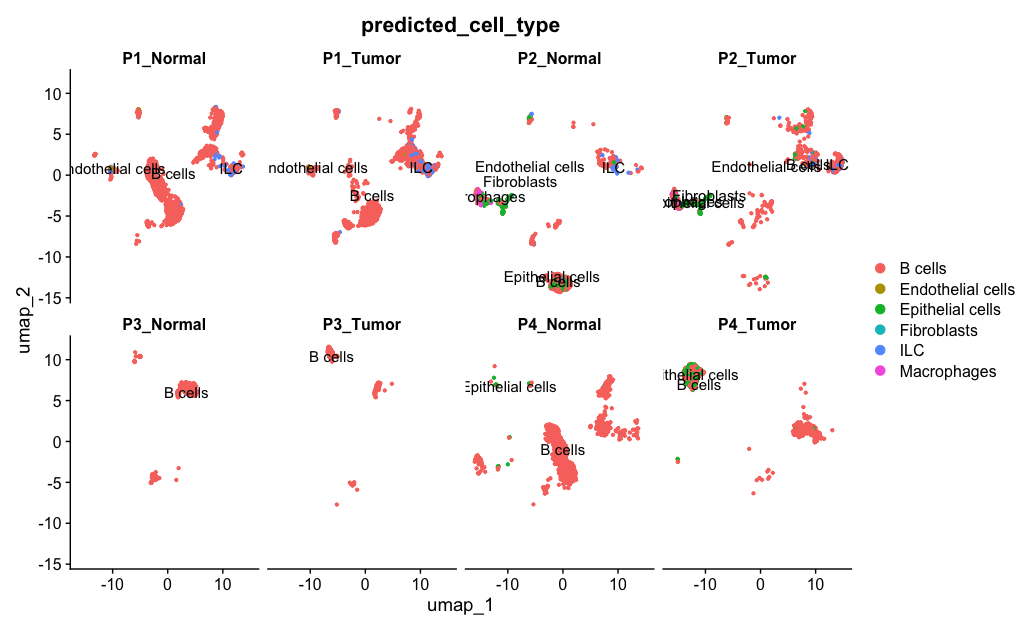 predicted_cell_type
P1_Normal
P1_Tumor
P2_Normal
P2_Tumor
10
5
0
-5
-10
-15
ndothelial cells
B cells
ILC
ndothelial cells
B cells
ILC
Endothelial cells
ILC
Fibroblasts
rophages
Epithelial cells
B cells
Endothelial cells
B cells
ILC
Fibroblasts
umap_2
P3_Normal
P3_Tumor
P4_Normal
P4_Tumor
10
5
0
-5
-10
-15
B cells
B cells
Epithelial cells
B cells
ithelial cells
B cells
-10
0
10
-10
0
10
-10
0
10
-10
0
10
umap_1
B cells
Endothelial cells
Epithelial cells
Fibroblasts
ILC
Macrophages